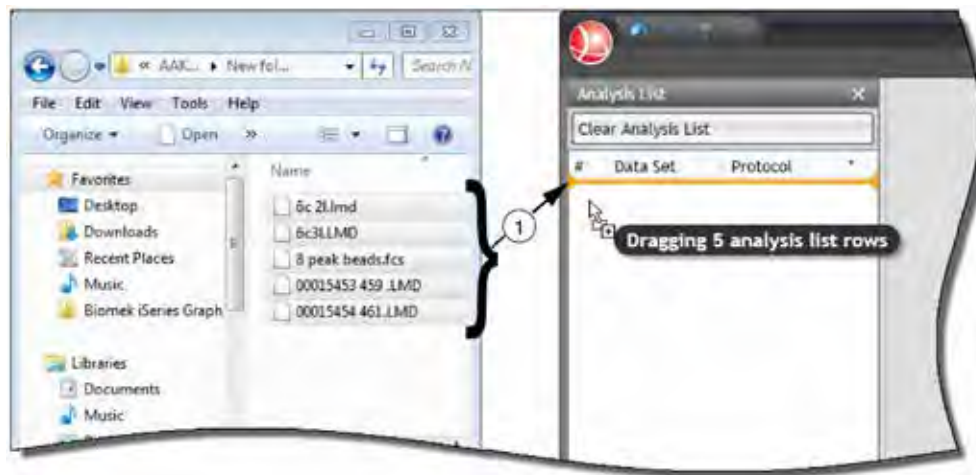 « AAK... ▸ New fol...
Search N
File Edit View Tools Help
Organize Open »
Favorites
Desktop
Downloads
Recent Places
Music
Biomek iSeries Graph
Libraries
Documents
Music
Name
6c 2l.lmd
6c3l.LMD
8 peak beads.fcs
00015453 459 .LMD
00015454 461.LMD
1
Analysis List
Clear Analysis List
# Data Set Protocol
Dragging 5 analysis list rows